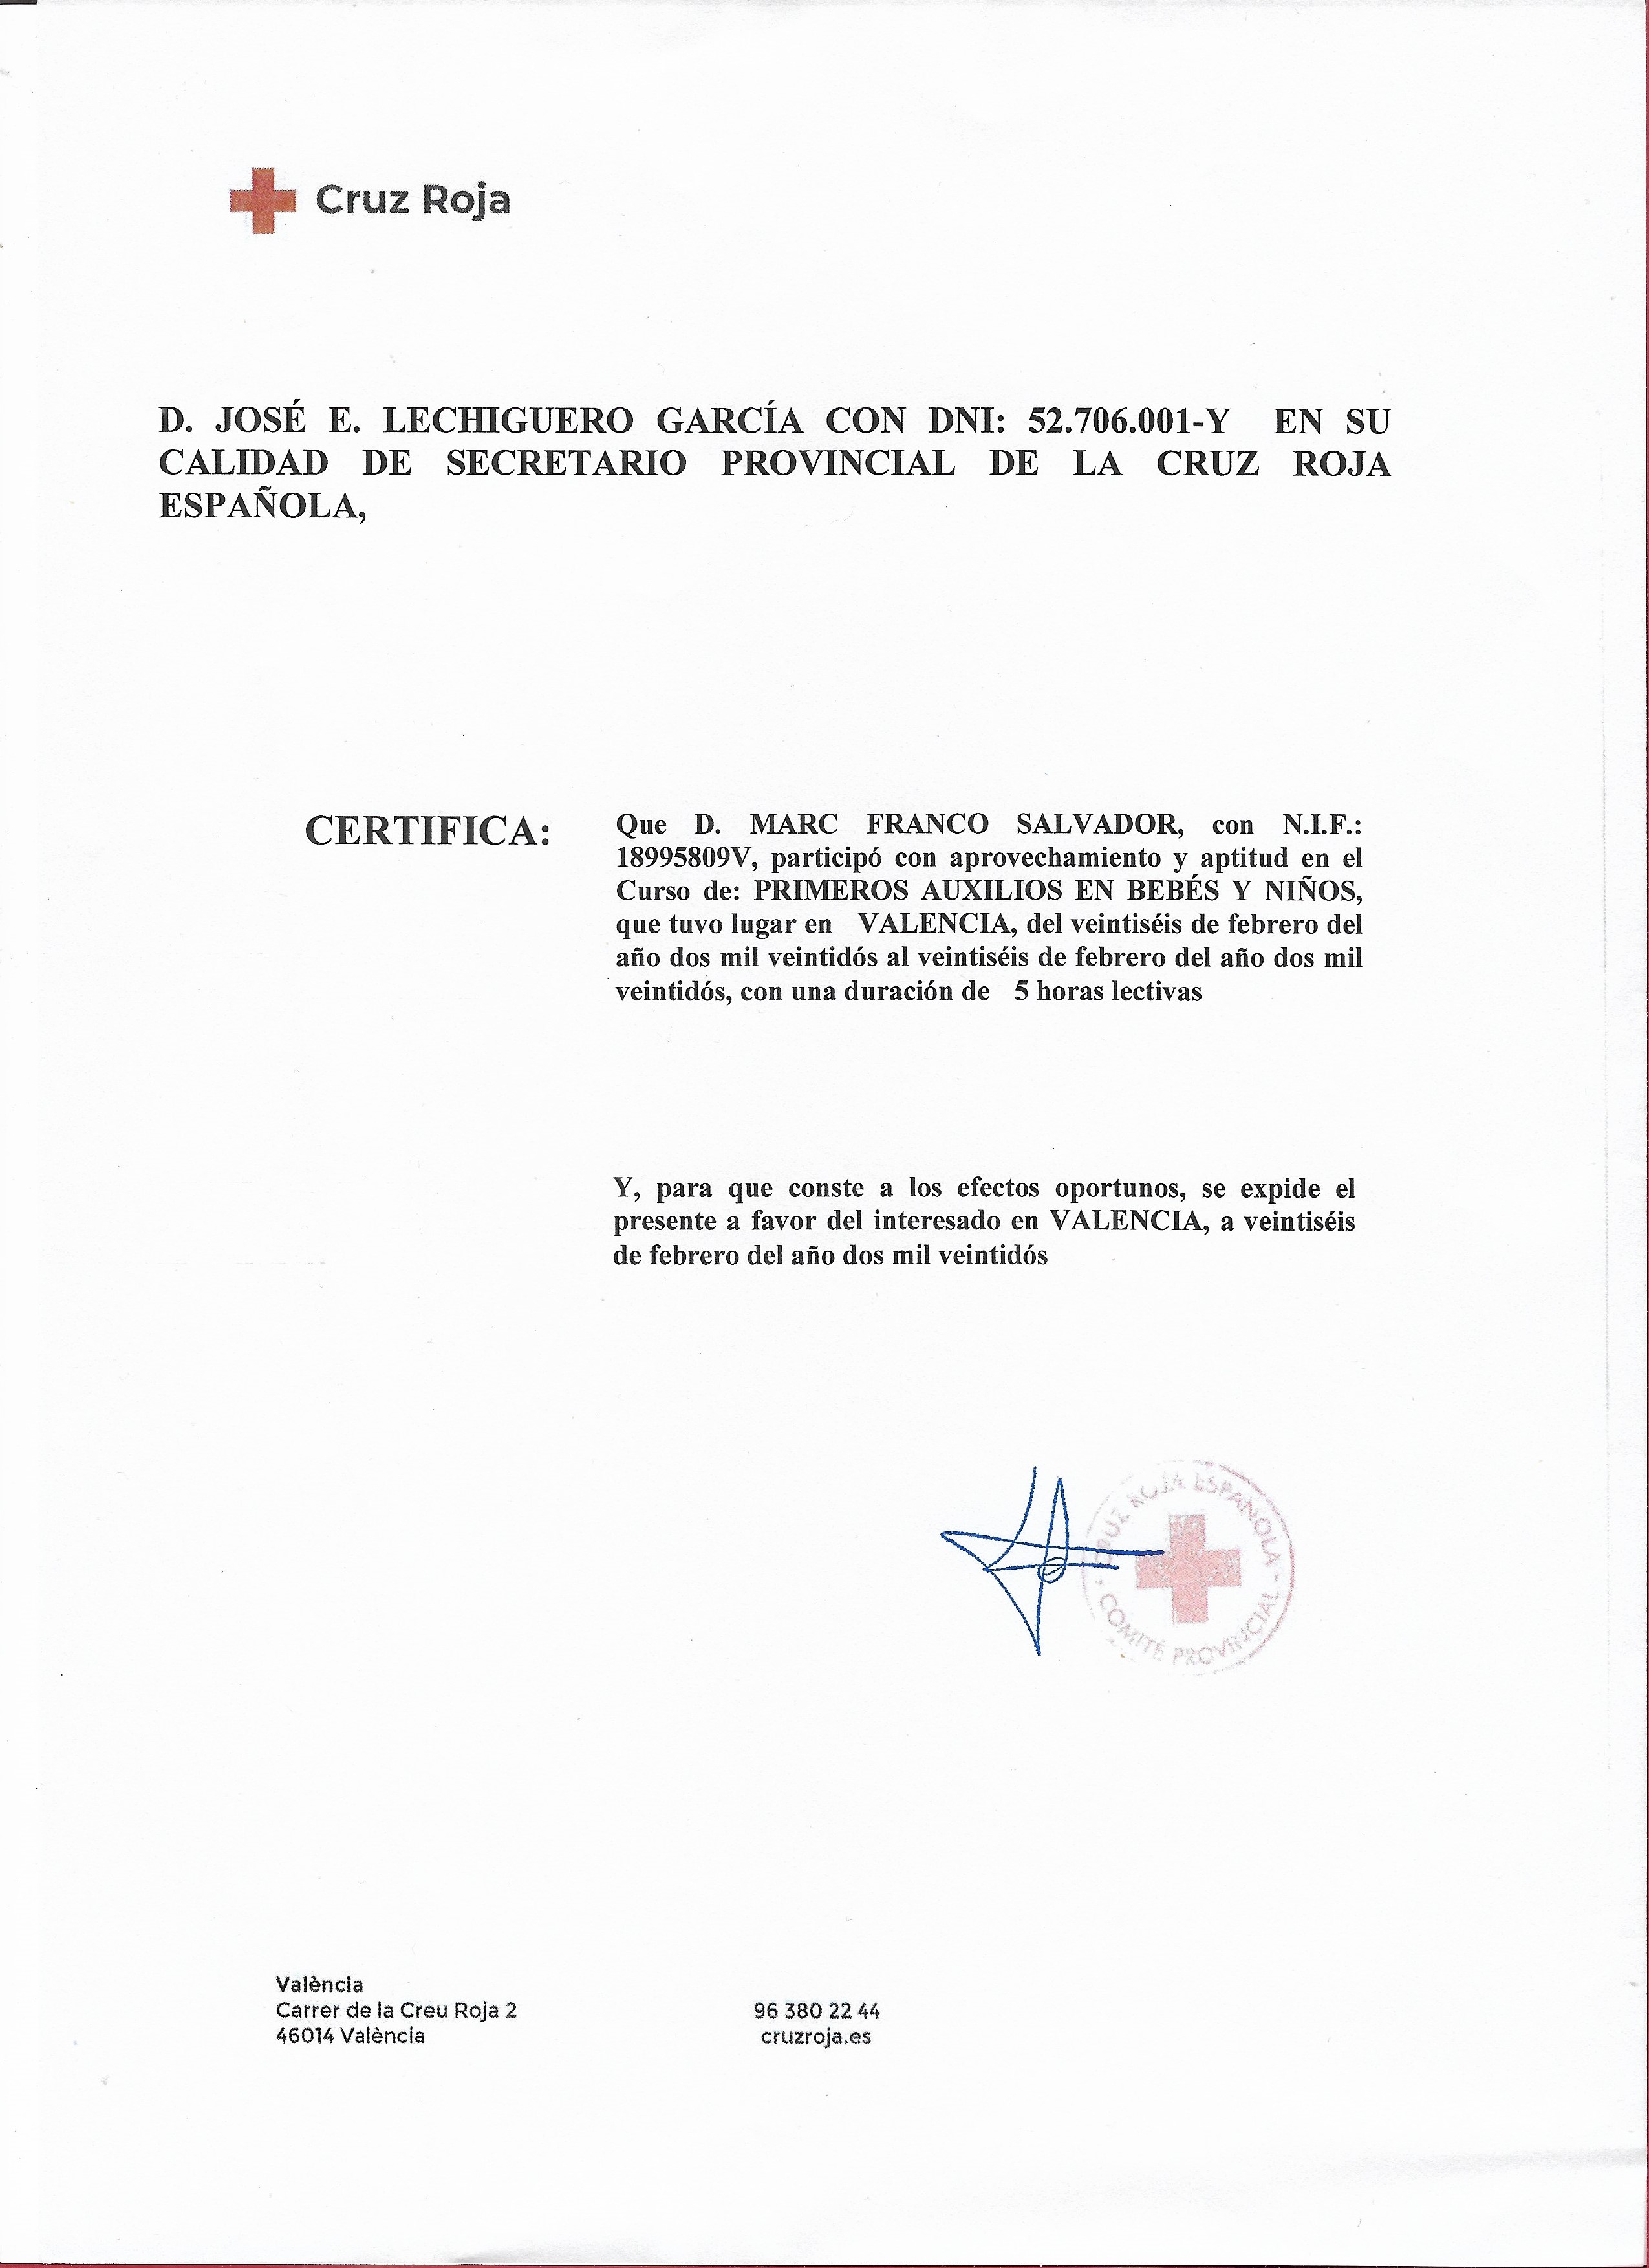 Cruz Roja
D. JOSÉ E. LECHIGUERO GARCÍA CON DNI: 52.706.001-Y EN SU
CALIDAD DE SECRETARIO PROVINCIAL DE LA CRUZ ROJA
ESPAÑOLA,
CERTIFICA:
Que D. MARC FRANCO SALVADOR, con N.I.F.:
18995809V, participó con aprovechamiento y aptitud en el
Curso de: PRIMEROS AUXILIOS EN BEBÉS Y NIÑOS,
que tuvo lugar en VALENCIA, del veintiséis de febrero del
año dos mil veintidós al veintiséis de febrero del año dos mil
veintidós, con una duración de 5 horas lectivas
Y, para que conste a los efectos oportunos, se expide el
presente a favor del interesado en VALENCIA, a veintiséis
de febrero del año dos mil veintidós
CRUZ ROJA ESPAÑOLA
- COMITÉ PROVINCIAL -
València
Carrer de la Creu Roja 2
46014 València
96 380 22 44
cruzroja.es